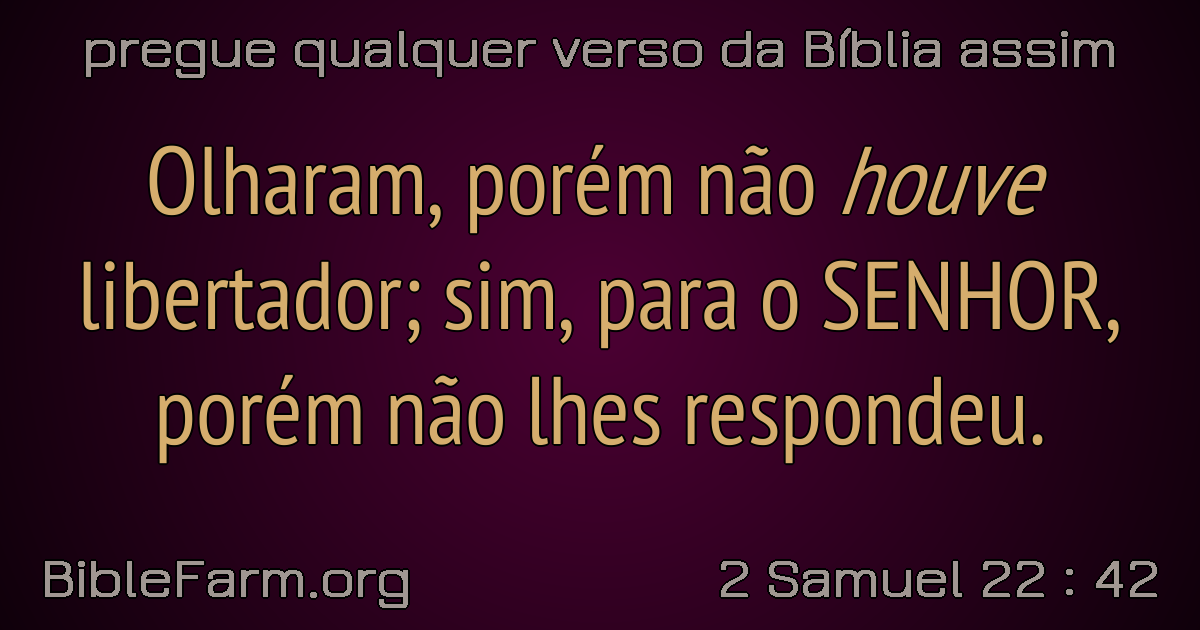 pregue qualquer verso da Bíblia assim
Olharam, porém não houve
libertador; sim, para o SENHOR,
porém não lhes respondeu.
BibleFarm.org
2 Samuel 22 : 42